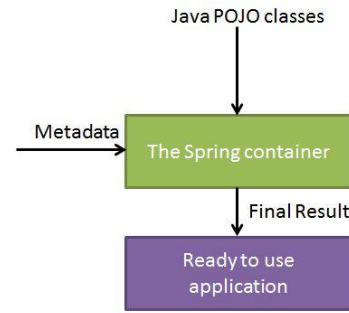 Java POJO classes
Metadata
The Spring container
Final Result
Ready to use
application